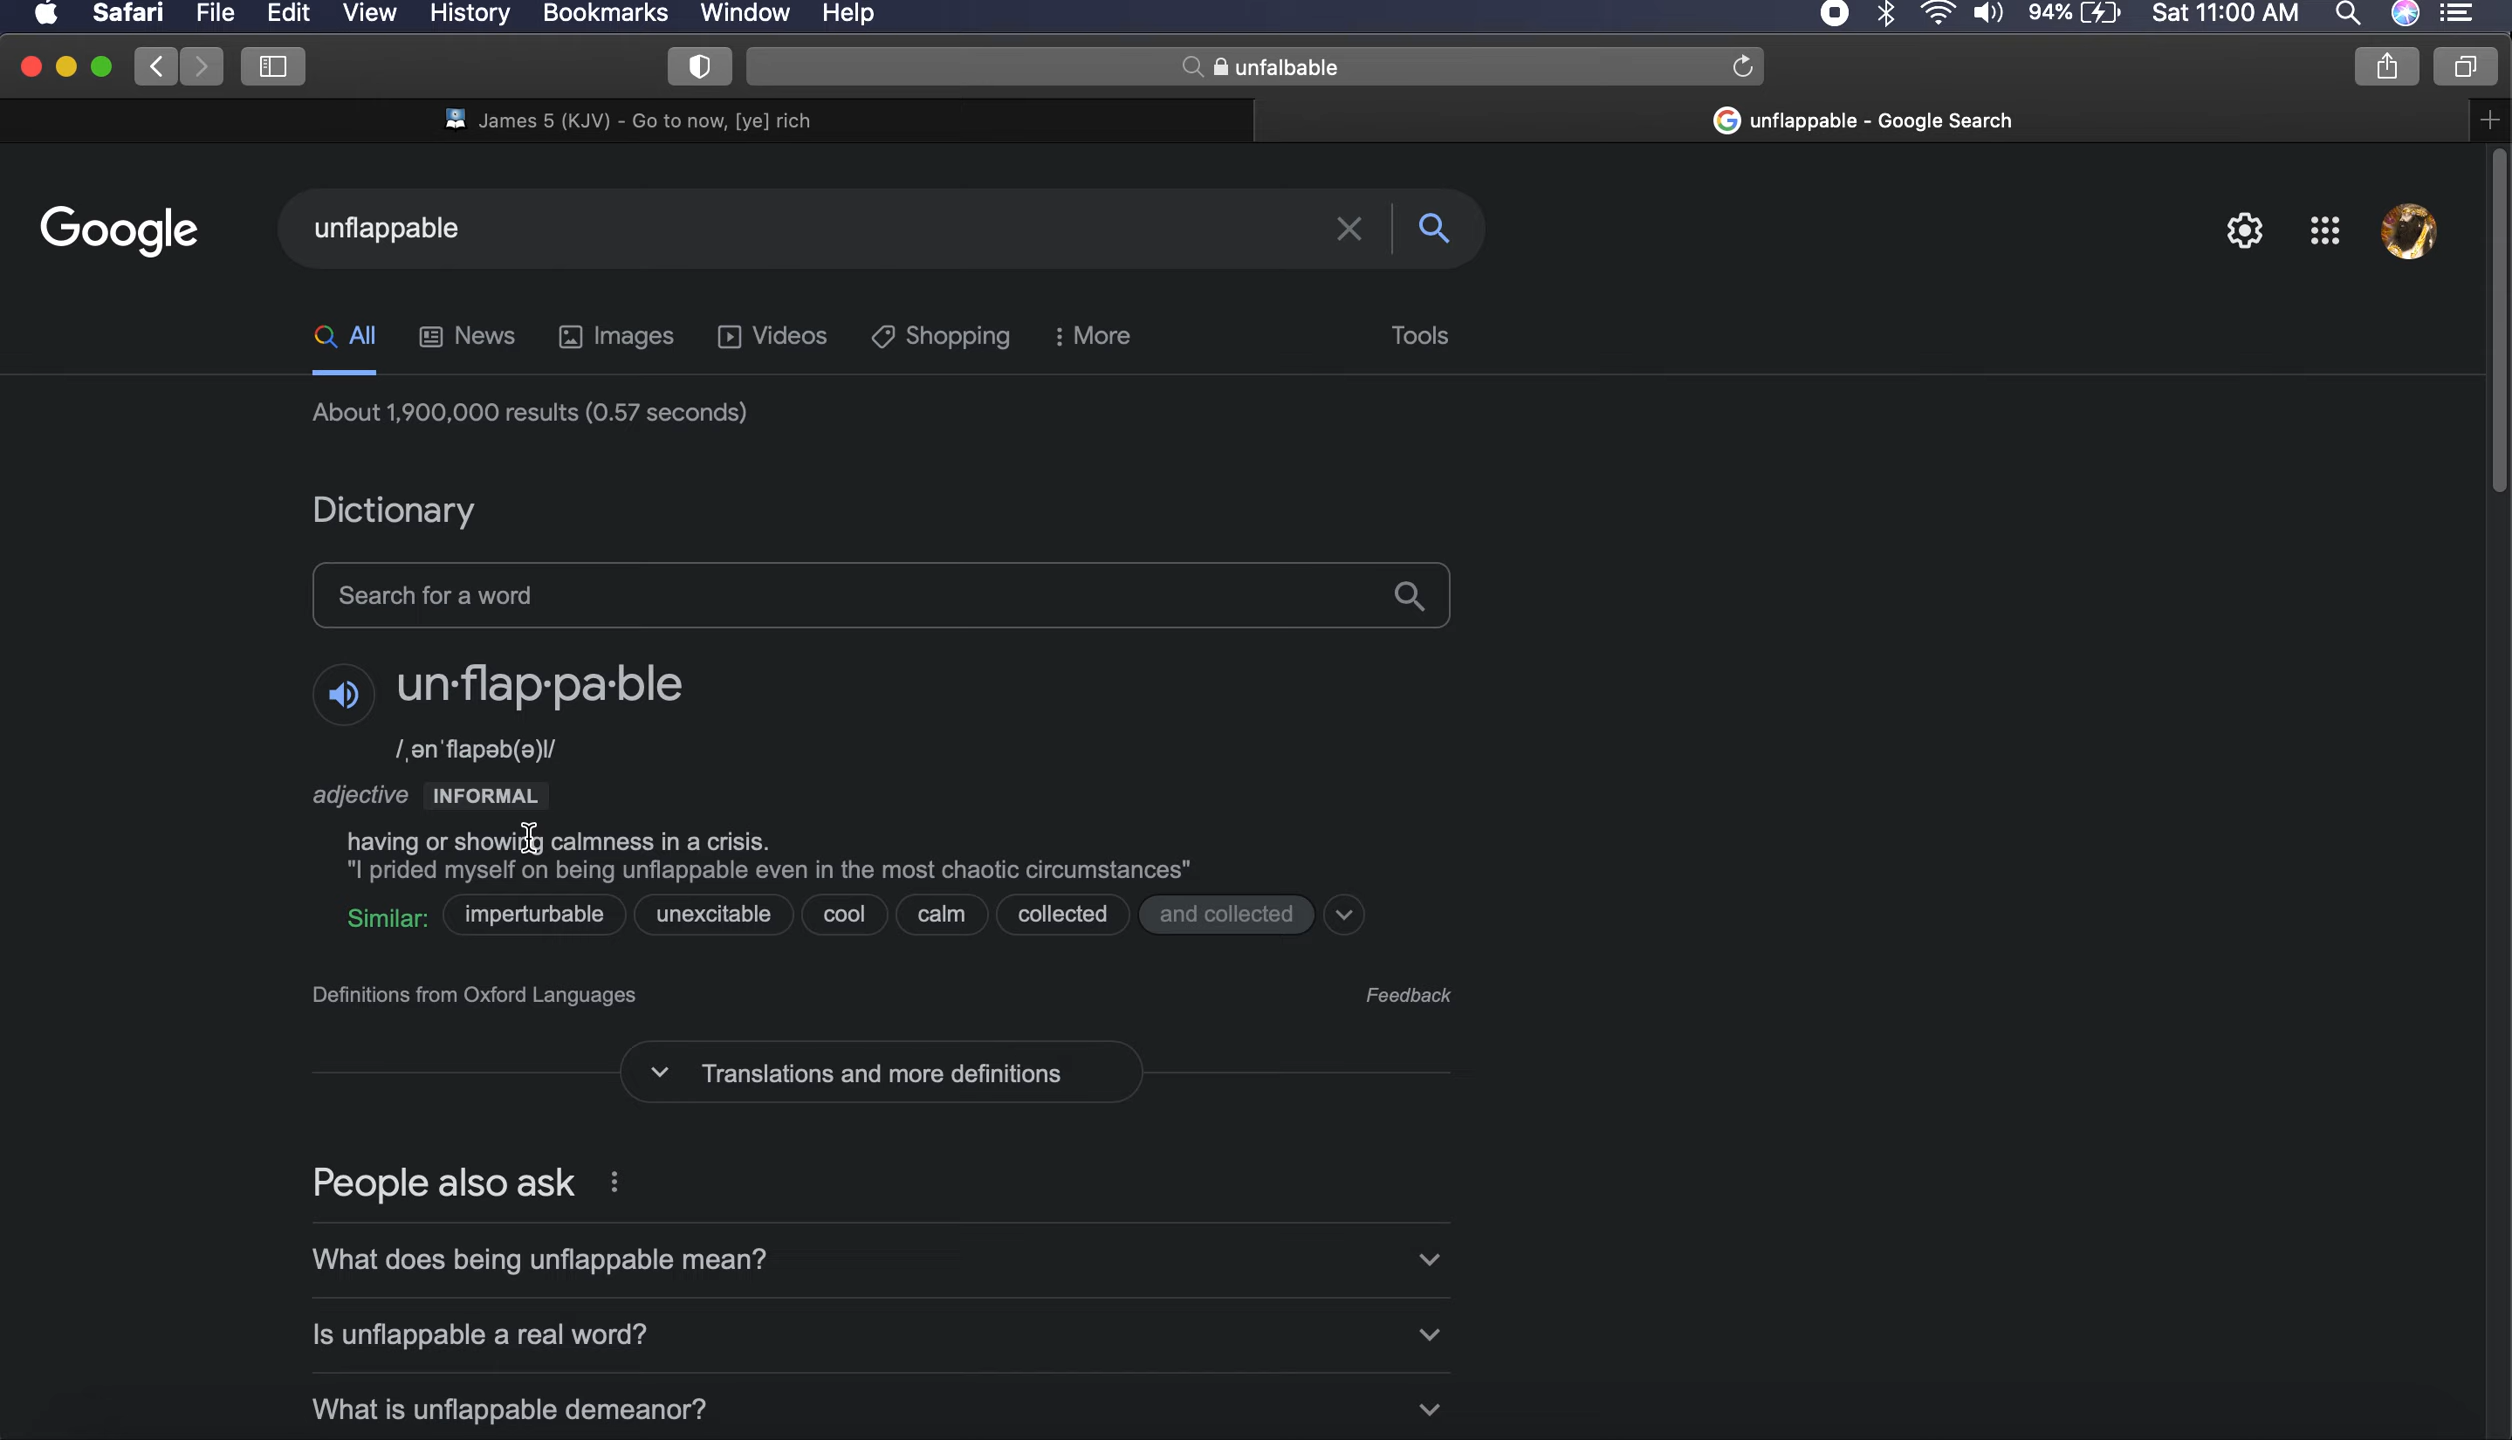 Safari File Edit View History Bookmarks Window Help 94% Sat 11:00 AM
unfalbable
James 5 (KJV) - Go to now, [ye] rich
unflappable - Google Search
Google
unflappable
All News Images Videos Shopping More Tools
About 1,900,000 results (0.57 seconds)
Dictionary
Search for a word
un·flap·pa·ble
/ˌənˈflapəb(ə)l/
adjective INFORMAL
having or showing calmness in a crisis.
"I prided myself on being unflappable even in the most chaotic circumstances"
Similar: imperturbable unexcitable cool calm collected and collected
Definitions from Oxford Languages Feedback
Translations and more definitions
People also ask
What does being unflappable mean?
Is unflappable a real word?
What is unflappable demeanor?